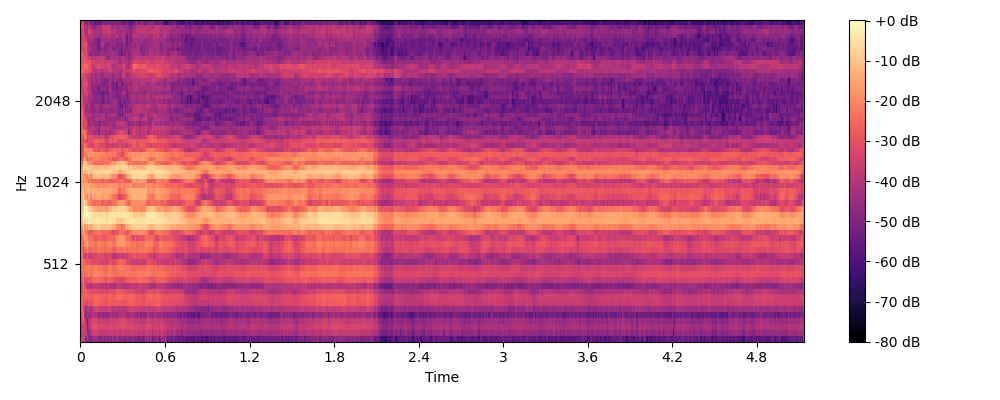 +0 dB
-10 dB
2048
-20 dB
-30 dB
Hz
1024
-40 dB
-50 dB
512
-60 dB
-70 dB
-80 dB
0 0.6 1.2 1.8 2.4 3 3.6 4.2 4.8
Time